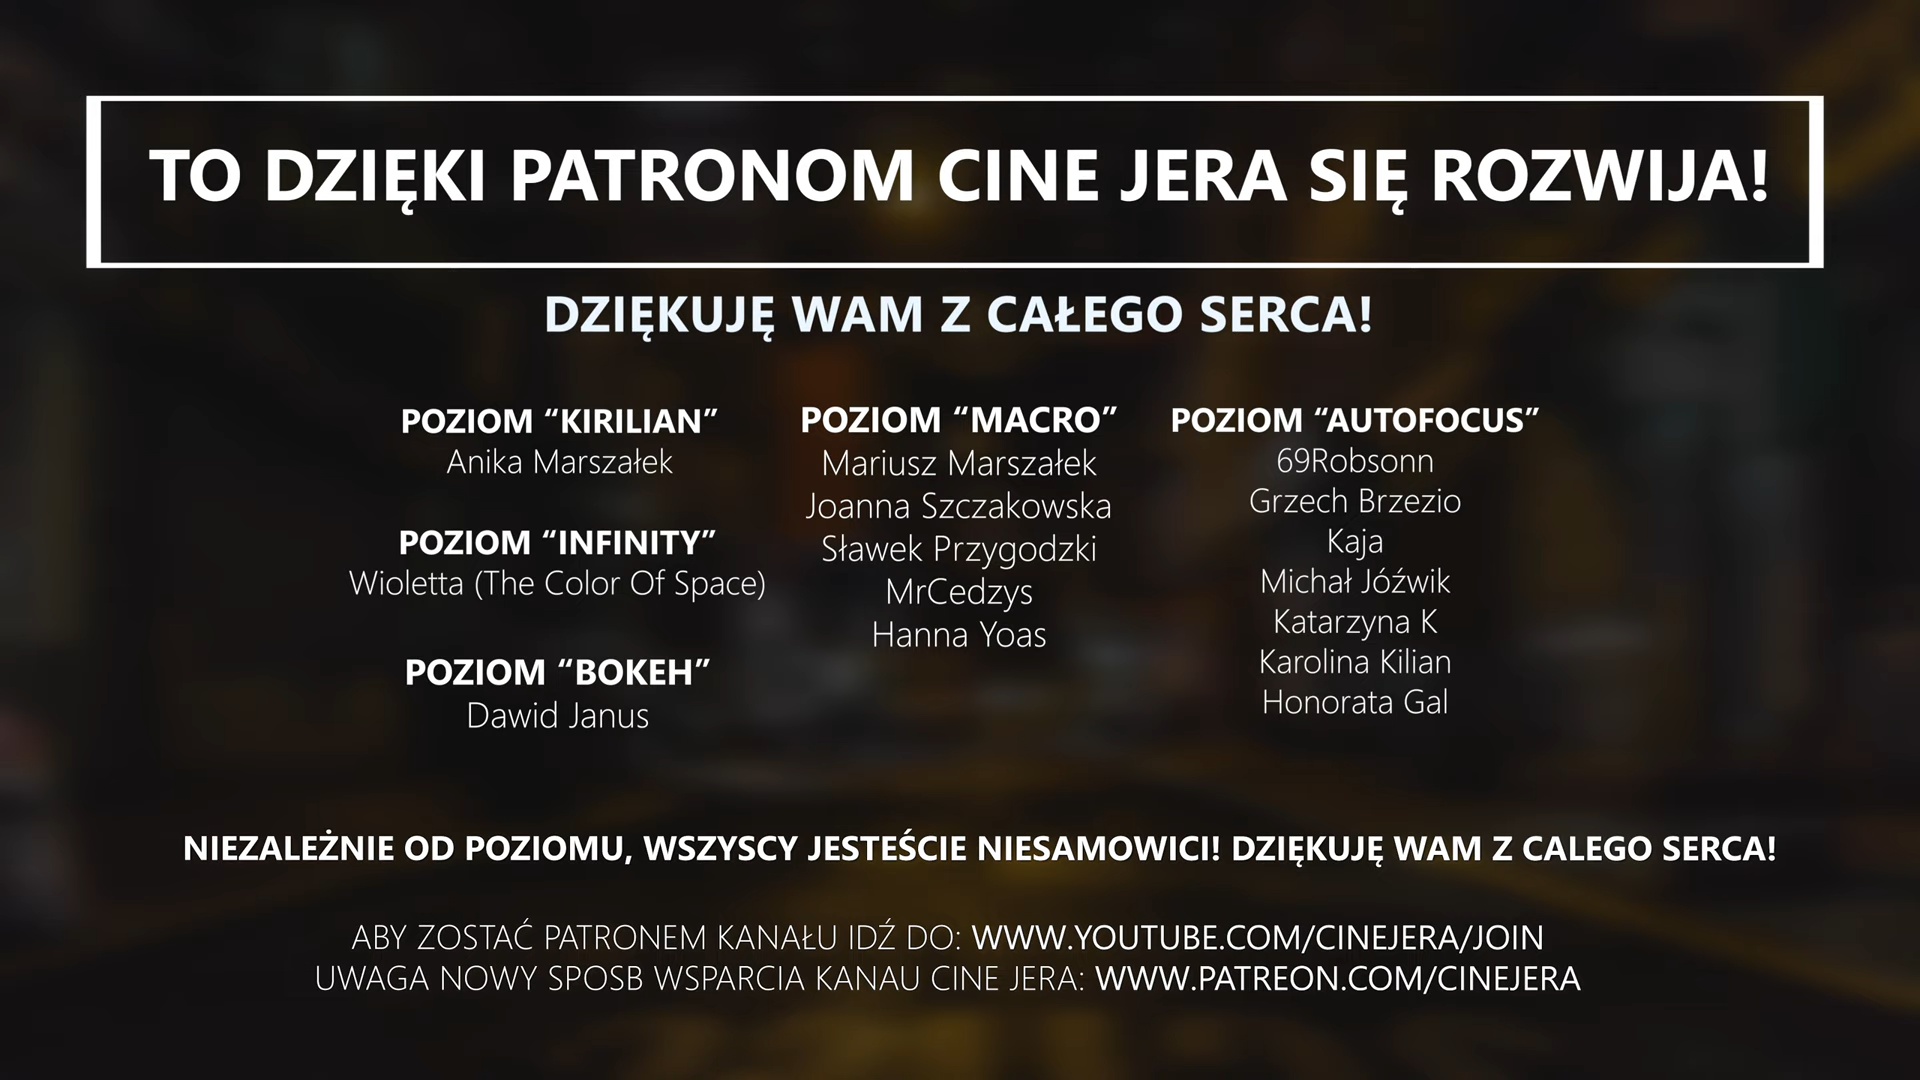 TO DZIĘKI PATRONOM CINE JERA SIĘ ROZWIJA!
DZIĘKUJĘ WAM Z CAŁEGO SERCA!
POZIOM “KIRILIAN”
Anika Marszałek
POZIOM “INFINITY”
Wioletta (The Color Of Space)
POZIOM “BOKEH”
Dawid Janus
POZIOM “MACRO”
Mariusz Marszałek
Joanna Szczakowska
Sławek Przygodzki
MrCedzys
Hanna Yoas
POZIOM “AUTOFOCUS”
69Robsonn
Grzech Brzezio
Kaja
Michał Jóźwik
Katarzyna K
Karolina Kilian
Honorata Gal
NIEZALEŻNIE OD POZIOMU, WSZYSCY JESTEŚCIE NIESAMOWICI! DZIĘKUJĘ WAM Z CALEGO SERCA!
ABY ZOSTAĆ PATRONEM KANAŁU IDŹ DO: WWW.YOUTUBE.COM/CINEJERA/JOIN
UWAGA NOWY SPOSB WSPARCIA KANAU CINE JERA: WWW.PATREON.COM/CINEJERA